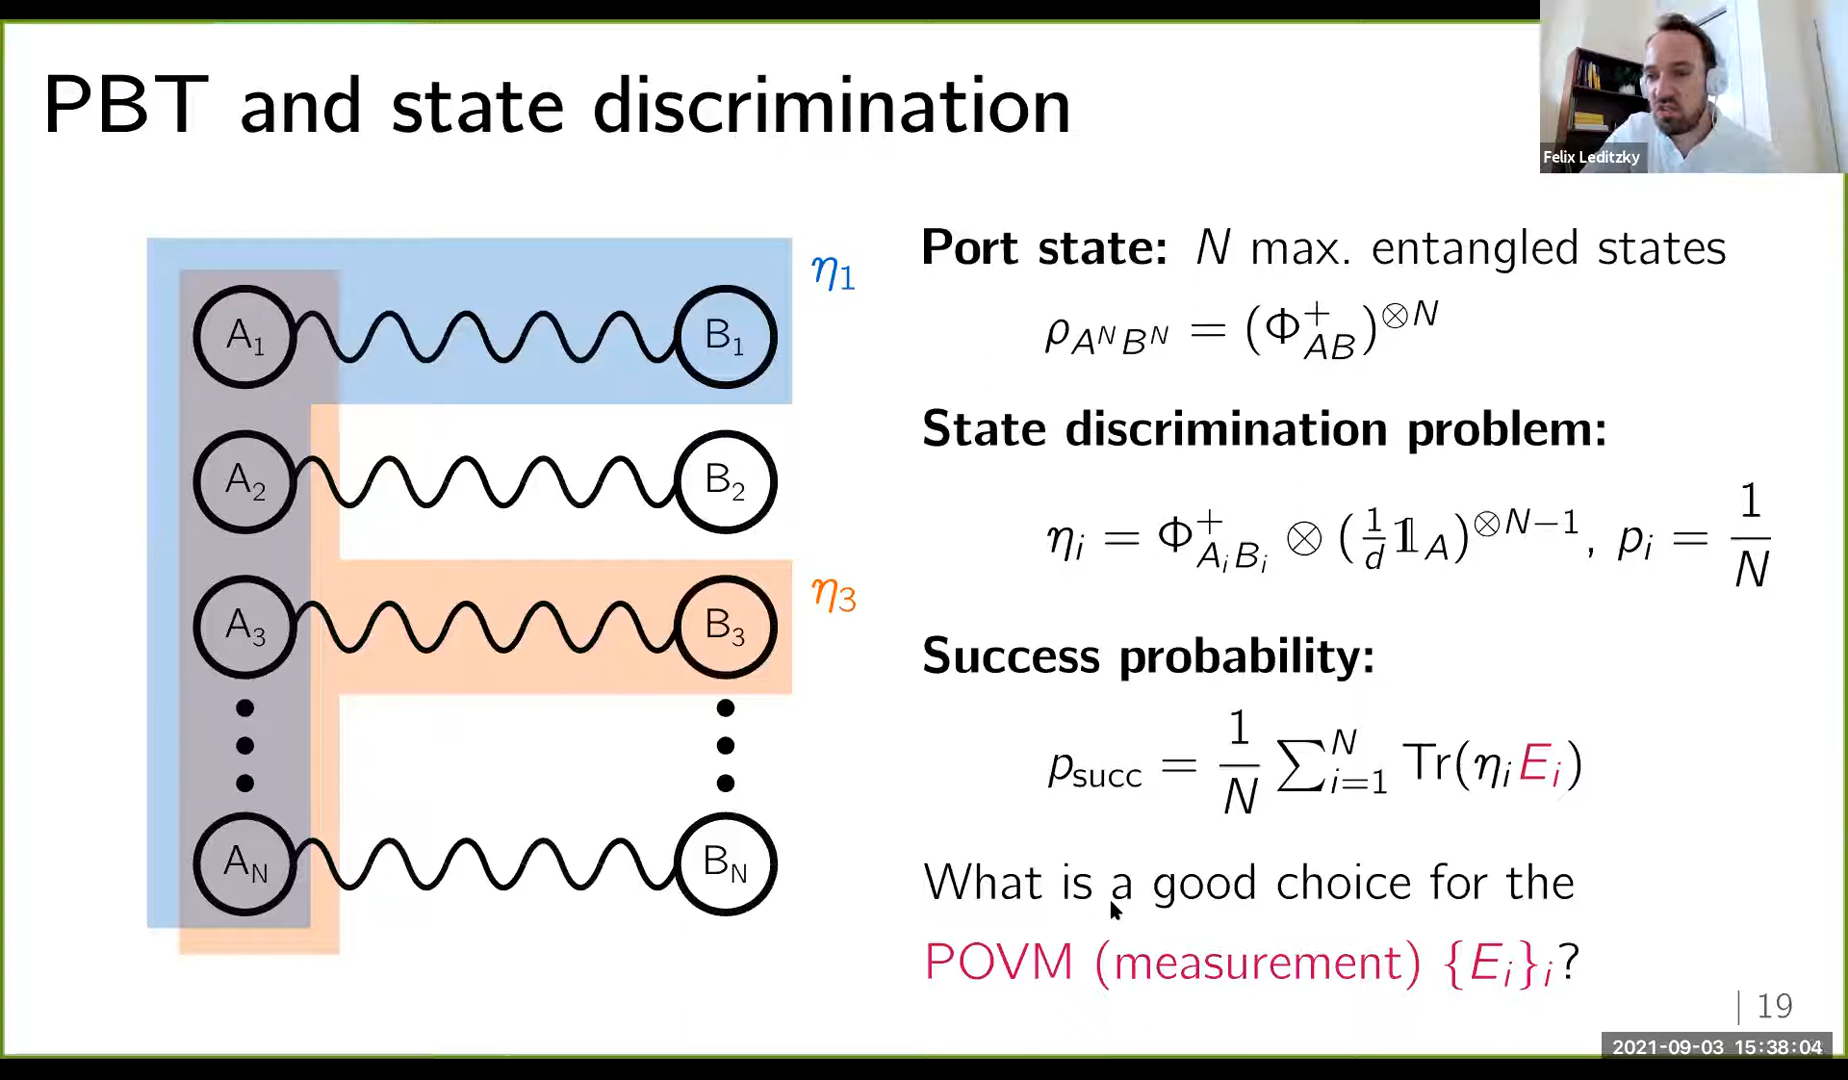 PBT and state discrimination
Felix Leditzky
η₁
η₃
A₁ B₁
A₂ B₂
A₃ B₃
A_N B_N
Port state: N max. entangled states
ρ_{A^N B^N} = (Φ⁺_{AB})^{⊗N}
State discrimination problem:
η_i = Φ⁺_{A_i B_i} ⊗ (1/d 𝟙_A)^{⊗N−1}, p_i = 1/N
Success probability:
p_succ = 1/N ∑_{i=1}^{N} Tr(η_i E_i)
What is a good choice for the
POVM (measurement) {E_i}_i?
| 19
2021-09-03 15:38:04